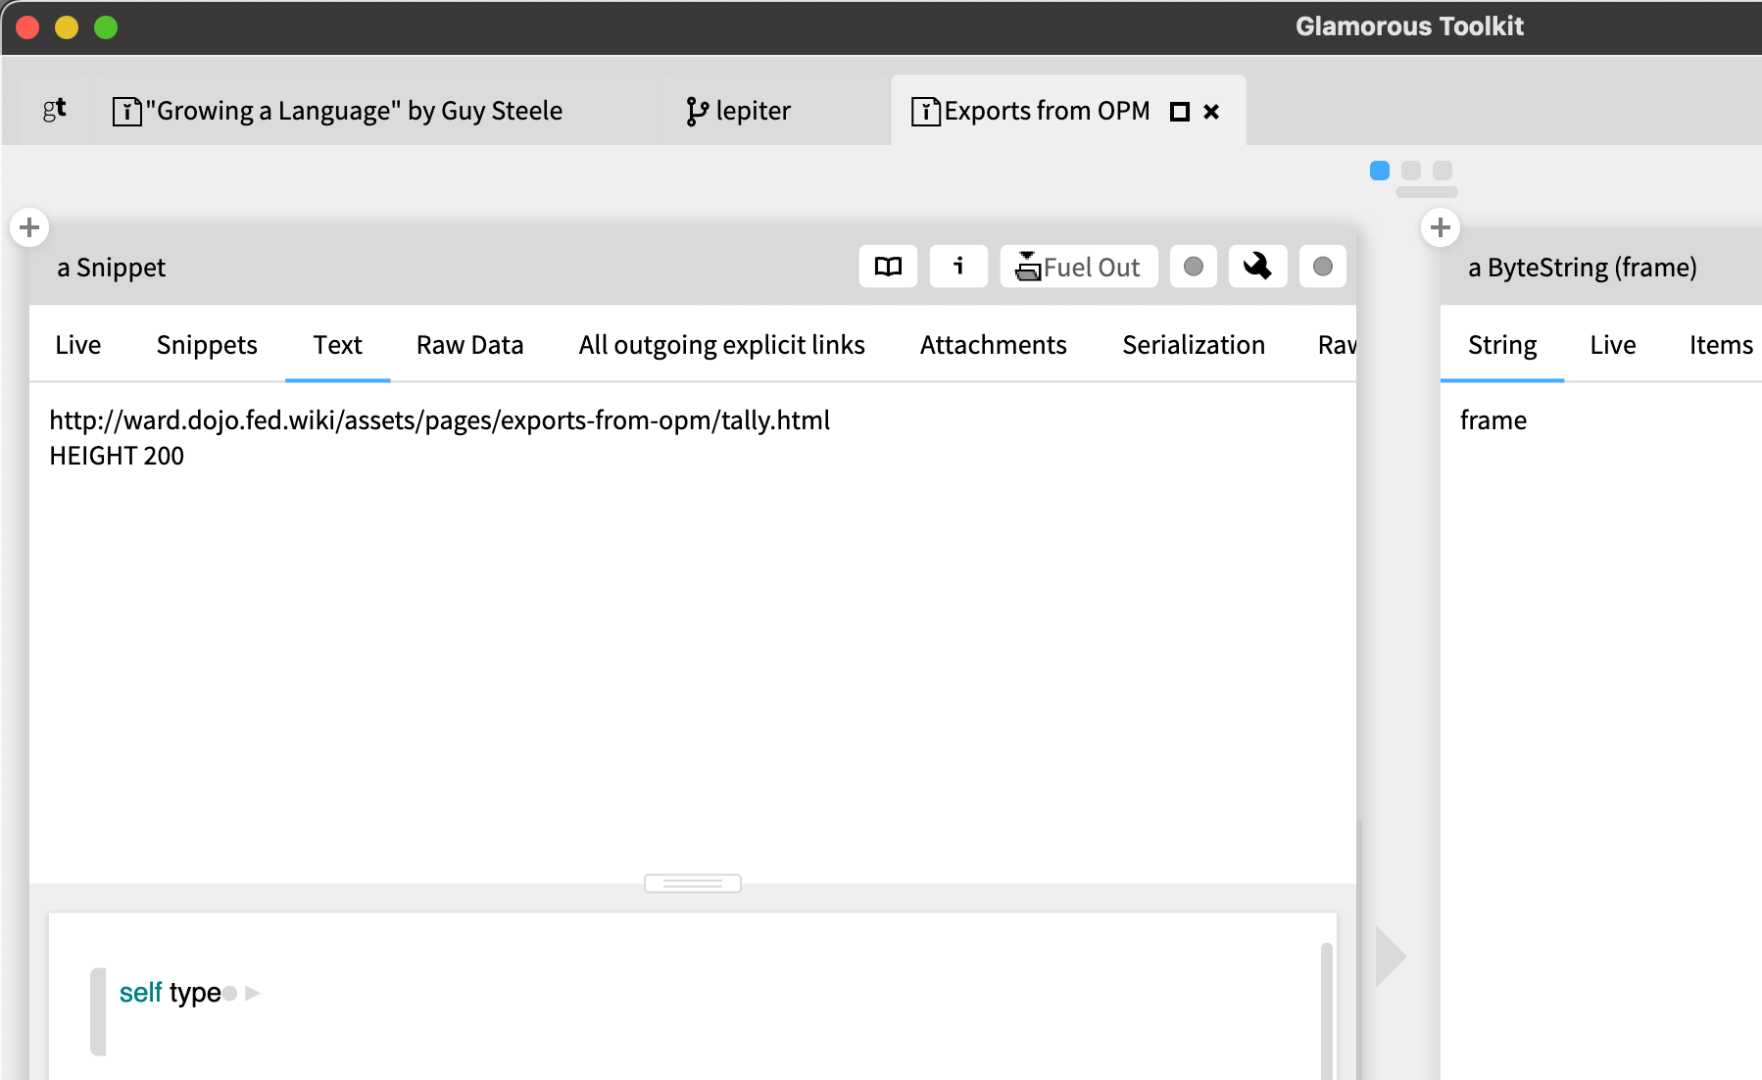 Glamorous Toolkit
gt
"Growing a Language" by Guy Steele
lepiter
Exports from OPM
a Snippet
Fuel Out
Live Snippets Text Raw Data All outgoing explicit links Attachments Serialization Raw
http://ward.dojo.fed.wiki/assets/pages/exports-from-opm/tally.html
HEIGHT 200
self type
a ByteString (frame)
String Live Items
frame